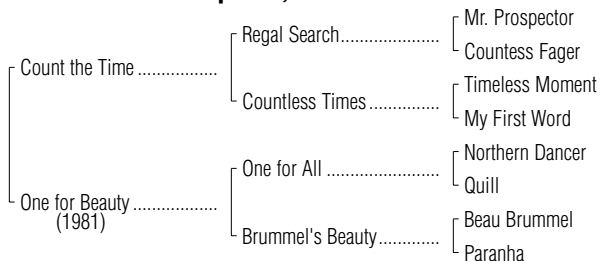 Mr. Prospector
Regal Search....................
Countess Fager
Count the Time ................
Timeless Moment
Countless Times..............
My First Word
Northern Dancer
One for All ......................
Quill
One for Beauty .................
(1981)
Beau Brummel
Brummel's Beauty............
Paranha